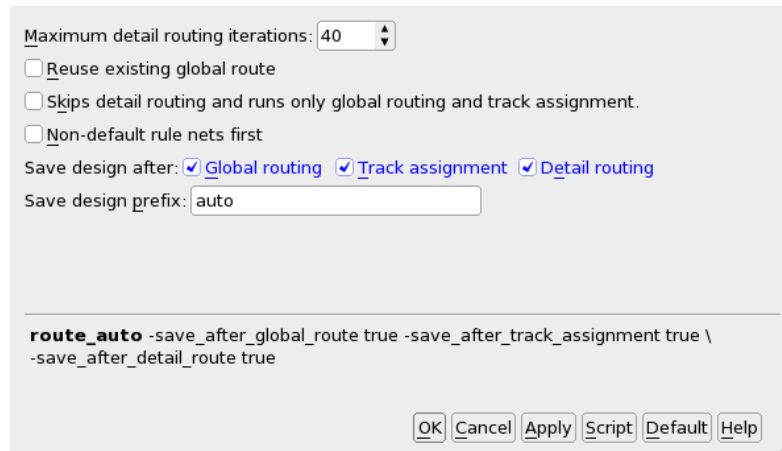 Maximum detail routing iterations: 40
Reuse existing global route
Skips detail routing and runs only global routing and track assignment.
Non-default rule nets first
Save design after: Global routing Track assignment Detail routing
Save design prefix: auto
route_auto -save_after_global_route true -save_after_track_assignment true \
-save_after_detail_route true
OK Cancel Apply Script Default Help